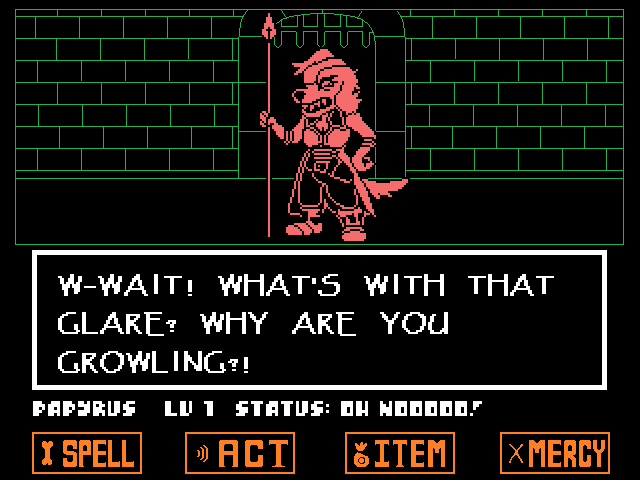 W-WAIT! WHAT'S WITH THAT
GLARE? WHY ARE YOU
GROWLING?!
PAPYRUS LV 1 STATUS: OH NOOOOO!
SPELL ACT ITEM MERCY